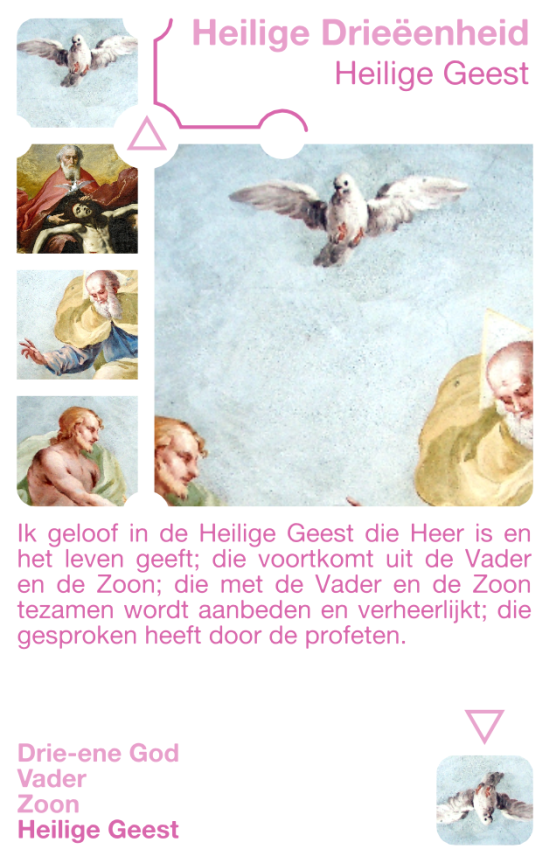 Heilige Drieëenheid
Heilige Geest
Ik geloof in de Heilige Geest die Heer is en
het leven geeft; die voortkomt uit de Vader
en de Zoon; die met de Vader en de Zoon
tezamen wordt aanbeden en verheerlijkt; die
gesproken heeft door de profeten.
Drie-ene God
Vader
Zoon
Heilige Geest